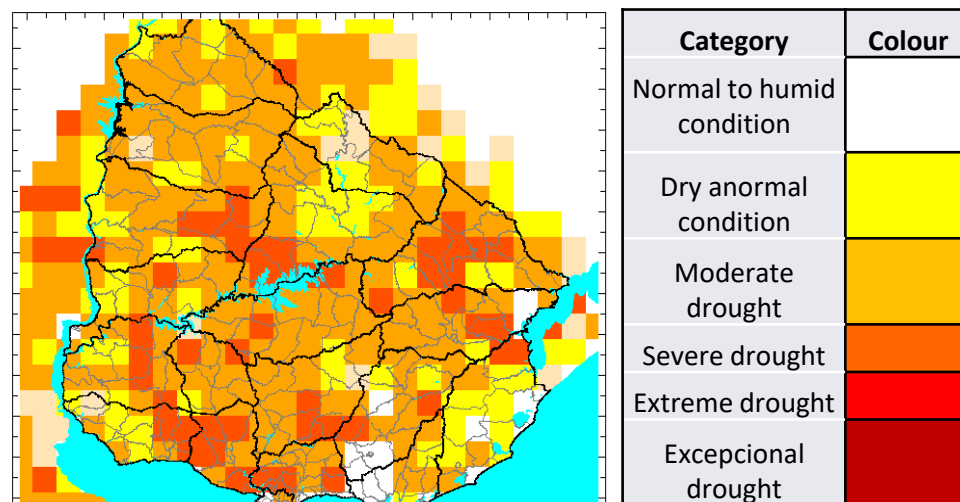 Category Colour
Normal to humid
condition
Dry anormal
condition
Moderate
drought
Severe drought
Extreme drought
Excepcional
drought